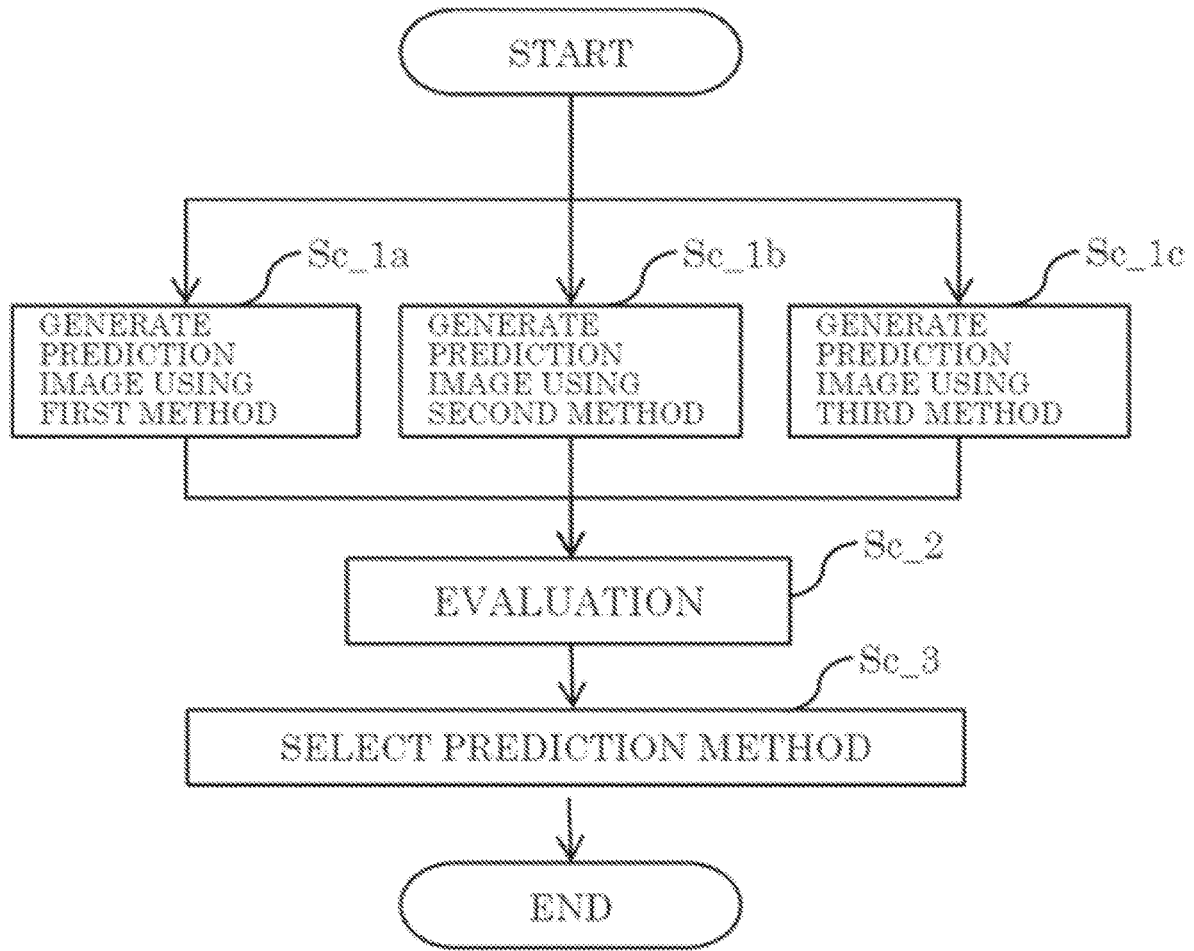 START
Sc_1a
Sc_1b
Sc_1c
GENERATE
PREDICTION
IMAGE USING
FIRST METHOD
GENERATE
PREDICTION
IMAGE USING
SECOND METHOD
GENERATE
PREDICTION
IMAGE USING
THIRD METHOD
Sc_2
EVALUATION
Sc_3
SELECT PREDICTION METHOD
END